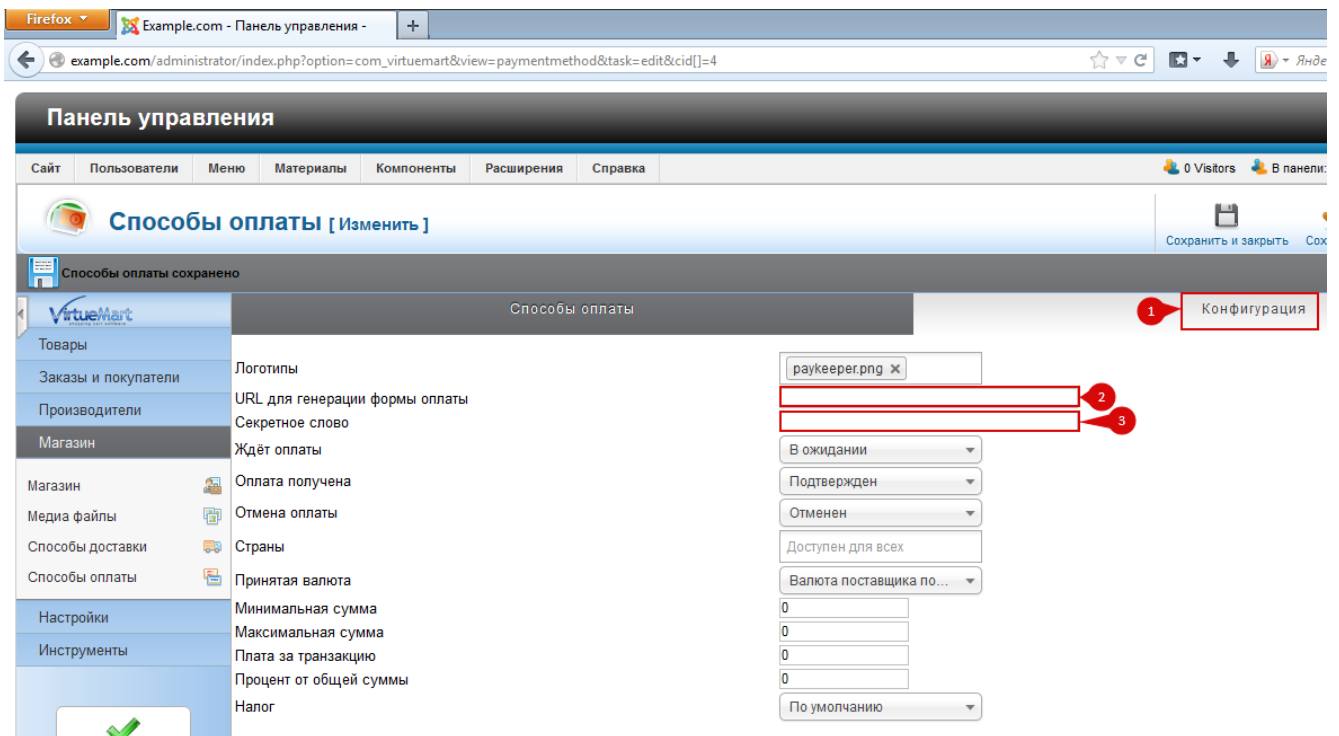 Firefox
Example.com - Панель управления -
example.com/administrator/index.php?option=com_virtuemart&view=paymentmethod&task=edit&cid[]=4
Я Янде
Панель управления
Сайт Пользователи Меню Материалы Компоненты Расширения Справка 0 Visitors В панели:
Способы оплаты [ Изменить ]
Сохранить и закрыть Сох
Способы оплаты сохранено
VirtueMart
Способы оплаты
1 Конфигурация
Товары
Заказы и покупатели
Производители
Магазин
Магазин
Медиа файлы
Способы доставки
Способы оплаты
Настройки
Инструменты
Логотипы paykeeper.png
URL для генерации формы оплаты 2
Секретное слово 3
Ждёт оплаты В ожидании
Оплата получена Подтвержден
Отмена оплаты Отменен
Страны Доступен для всех
Принятая валюта Валюта поставщика по...
Минимальная сумма 0
Максимальная сумма 0
Плата за транзакцию 0
Процент от общей суммы 0
Налог По умолчанию